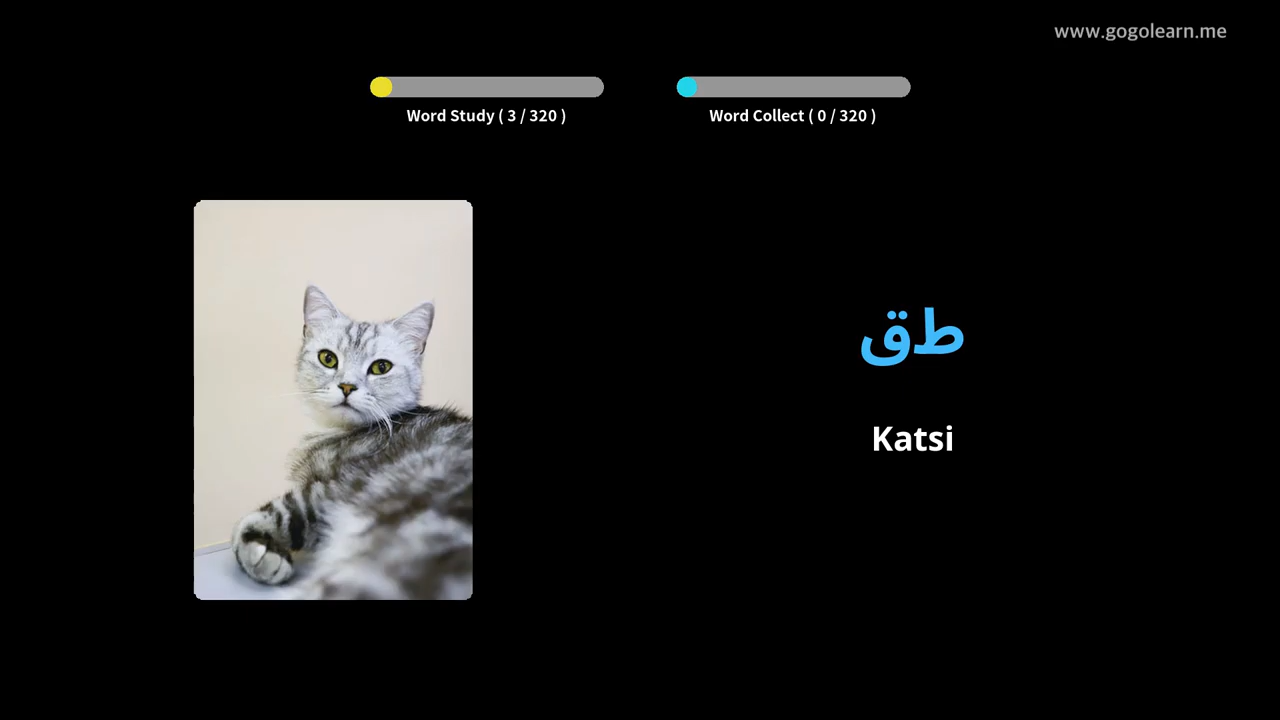 www.gogolearn.me
Word Study ( 3 / 320 )
Word Collect ( 0 / 320 )
طق
Katsi